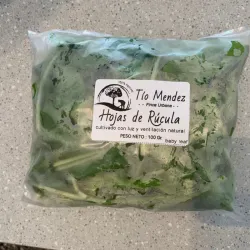 Tío Mendez
- Finca Urbana -
Hojas de Rúcula
cultivado con luz y ventilación natural
PESO NETO : 100 Gr.
baby leaf